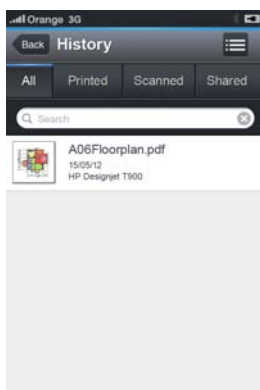 Orange 3G
Back History
All Printed Scanned Shared
Search
A06Floorplan.pdf
15/05/12
HP Designjet T900